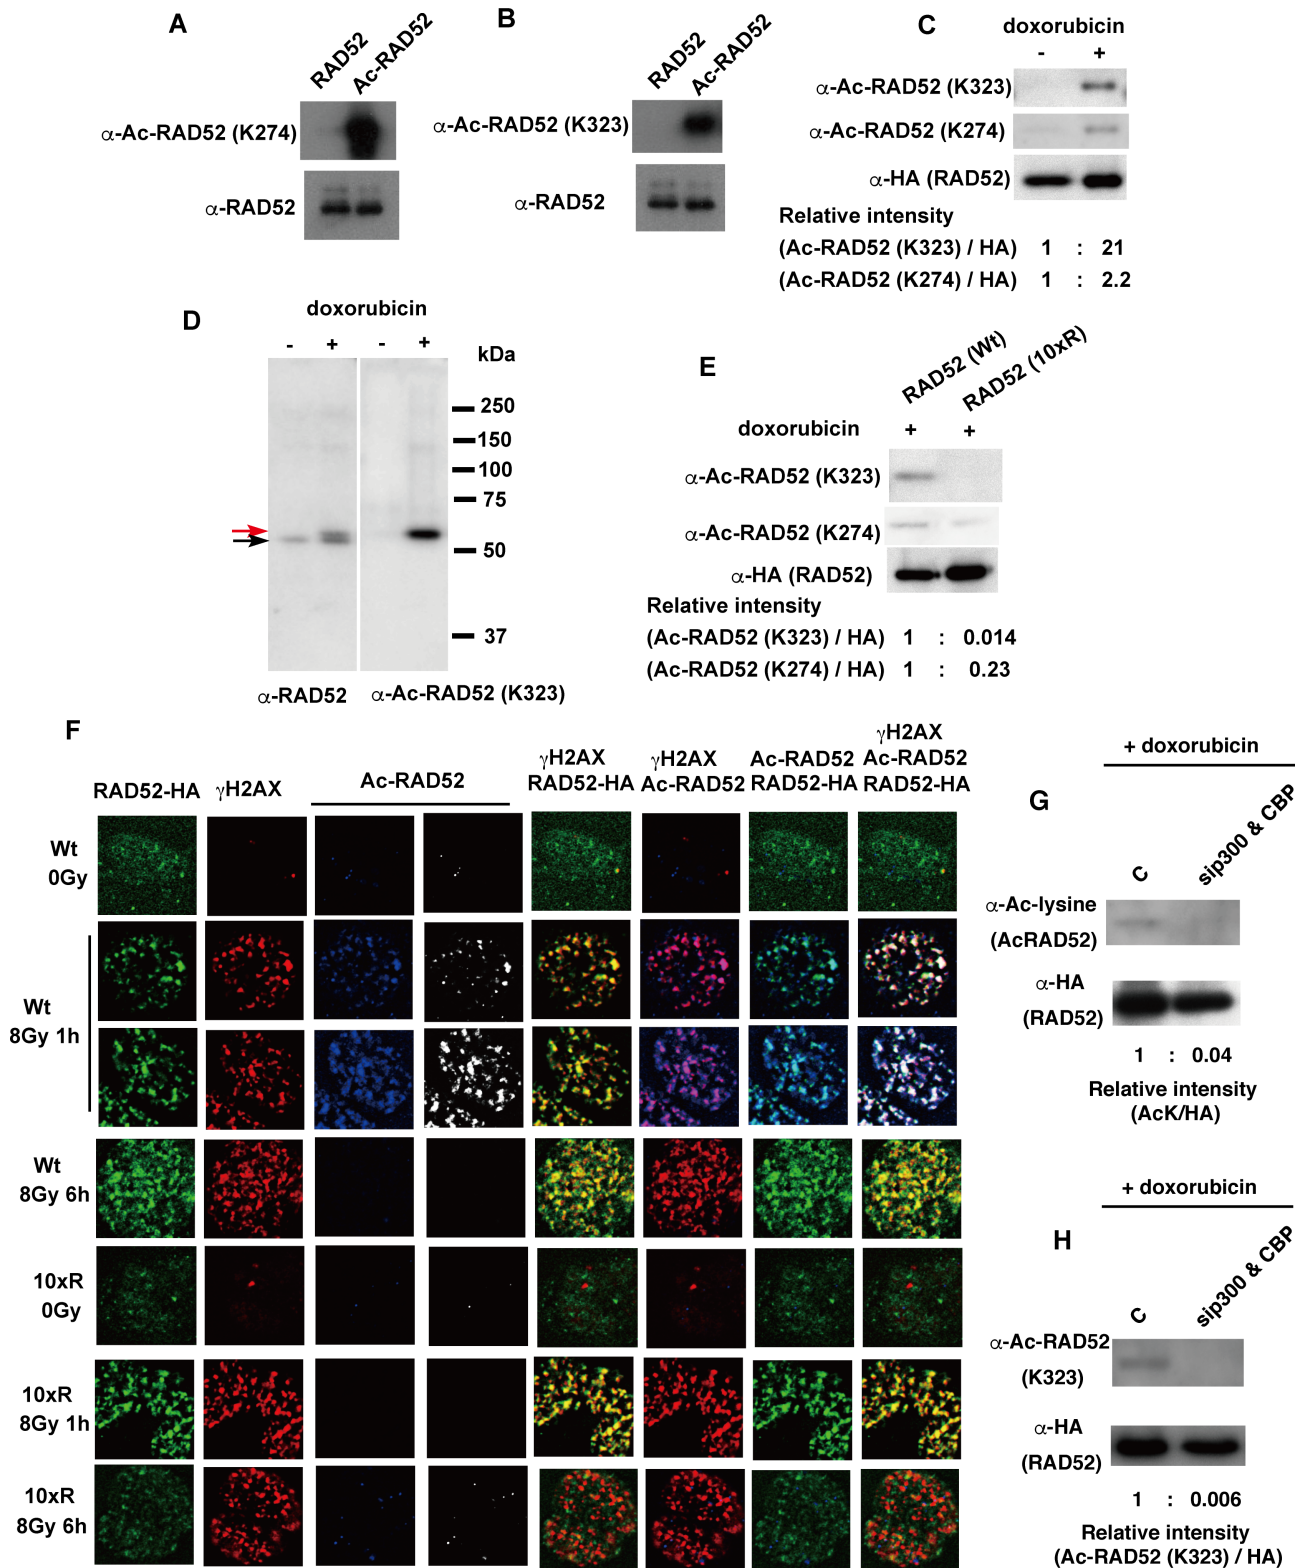 A
RAD52
Ac-RAD52
α-Ac-RAD52 (K274)
α-RAD52
B
RAD52
Ac-RAD52
α-Ac-RAD52 (K323)
α-RAD52
C
doxorubicin
- +
α-Ac-RAD52 (K323)
α-Ac-RAD52 (K274)
α-HA (RAD52)
Relative intensity
(Ac-RAD52 (K323) / HA) 1 : 21
(Ac-RAD52 (K274) / HA) 1 : 2.2
D
doxorubicin
- + - +
kDa
250
150
100
75
50
37
α-RAD52 α-Ac-RAD52 (K323)
E
RAD52 (Wt)
RAD52 (10xR)
doxorubicin + +
α-Ac-RAD52 (K323)
α-Ac-RAD52 (K274)
α-HA (RAD52)
Relative intensity
(Ac-RAD52 (K323) / HA) 1 : 0.014
(Ac-RAD52 (K274) / HA) 1 : 0.23
F
RAD52-HA
γH2AX
Ac-RAD52
γH2AX
RAD52-HA
γH2AX
Ac-RAD52
Ac-RAD52
RAD52-HA
γH2AX
Ac-RAD52
RAD52-HA
Wt
0Gy
Wt
8Gy 1h
Wt
8Gy 6h
10xR
0Gy
10xR
8Gy 1h
10xR
8Gy 6h
+ doxorubicin
G
C
sip300 & CBP
α-Ac-lysine
(AcRAD52)
α-HA
(RAD52)
1 : 0.04
Relative intensity
(AcK/HA)
+ doxorubicin
H
C
sip300 & CBP
α-Ac-RAD52
(K323)
α-HA
(RAD52)
1 : 0.006
Relative intensity
(Ac-RAD52 (K323) / HA)